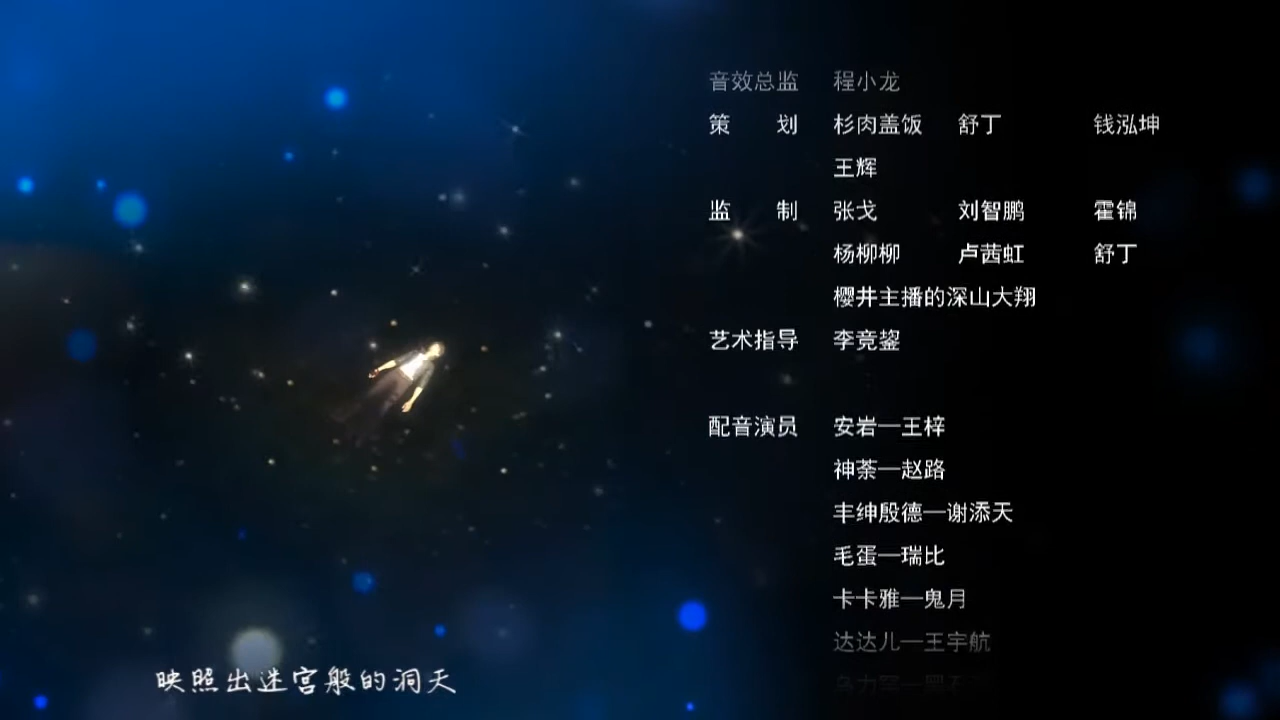 音效总监 程小龙
策 划 杉肉盖饭 舒丁 钱泓坤
王辉
监 制 张戈 刘智鹏 霍锦
杨柳柳 卢茜虹 舒丁
樱井主播的深山大翔
艺术指导 李竞鋆
配音演员 安岩—王梓
神荼—赵路
丰绅殷德—谢添天
毛蛋—瑞比
卡卡雅—鬼月
达达儿—王宇航
映照出迷宫般的洞天